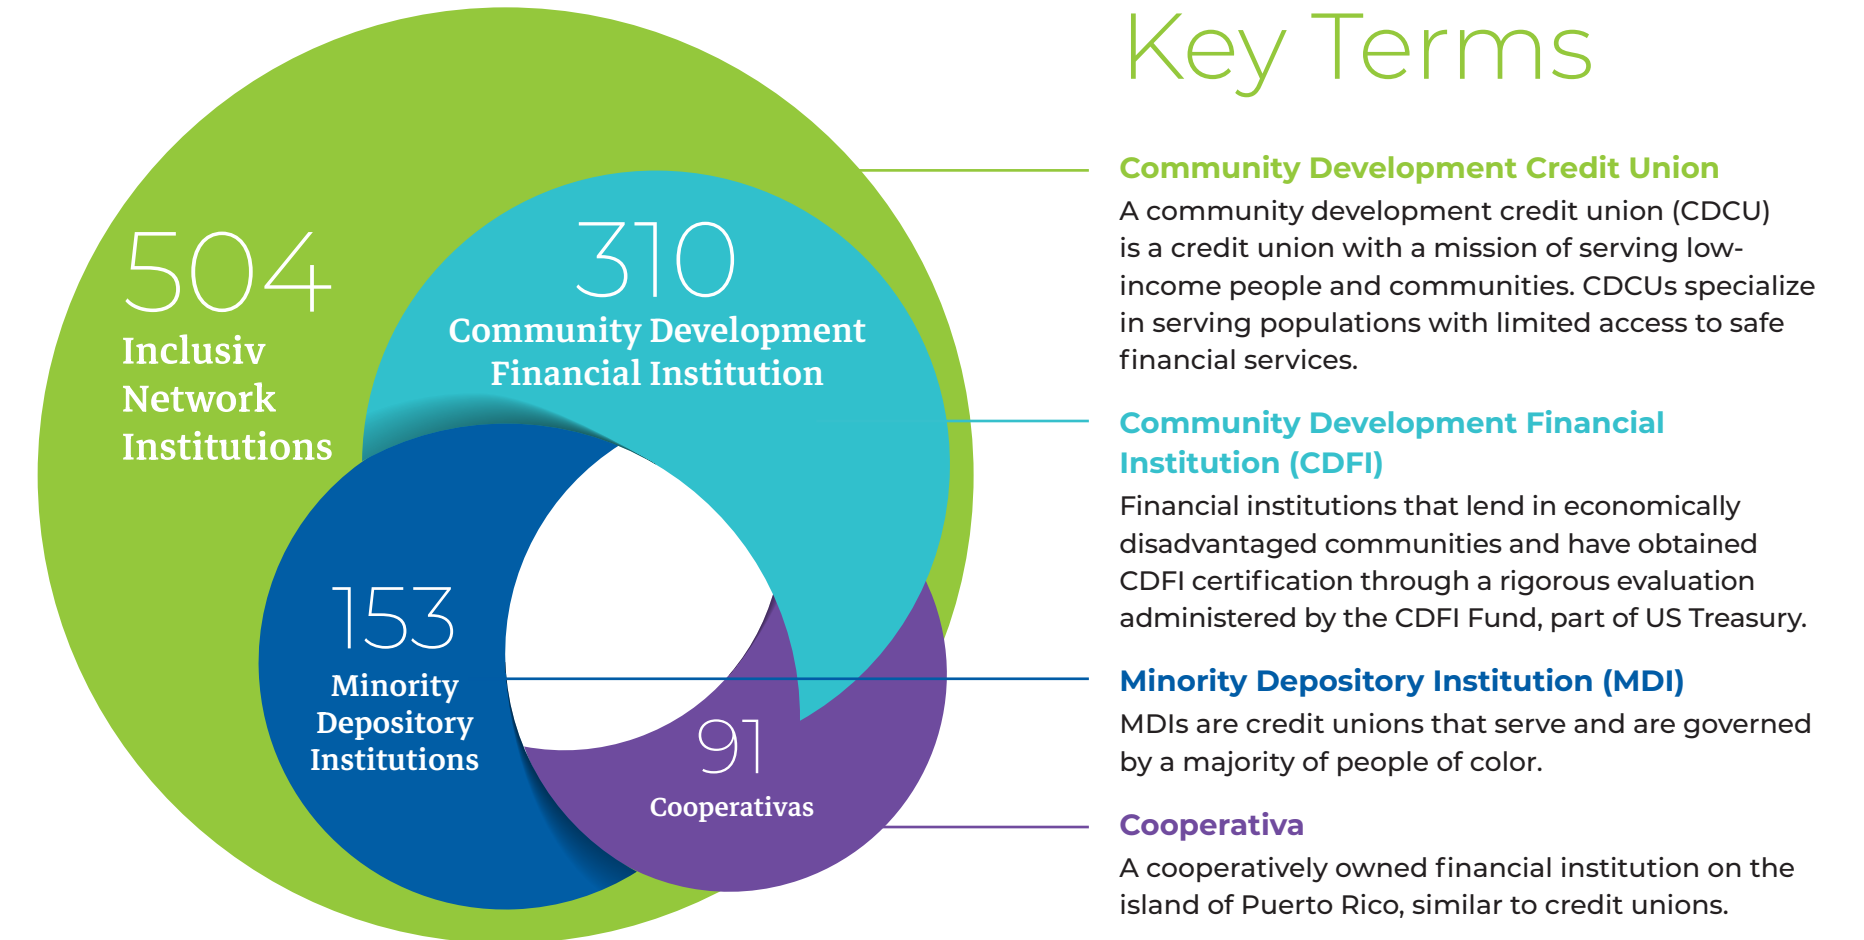 Key Terms
504
Inclusiv
Network
Institutions
310
Community Development
Financial Institution
153
Minority
Depository
Institutions
91
Cooperativas
Community Development Credit Union
A community development credit union (CDCU)
is a credit union with a mission of serving low-
income people and communities. CDCUs specialize
in serving populations with limited access to safe
financial services.
Community Development Financial
Institution (CDFI)
Financial institutions that lend in economically
disadvantaged communities and have obtained
CDFI certification through a rigorous evaluation
administered by the CDFI Fund, part of US Treasury.
Minority Depository Institution (MDI)
MDIs are credit unions that serve and are governed
by a majority of people of color.
Cooperativa
A cooperatively owned financial institution on the
island of Puerto Rico, similar to credit unions.